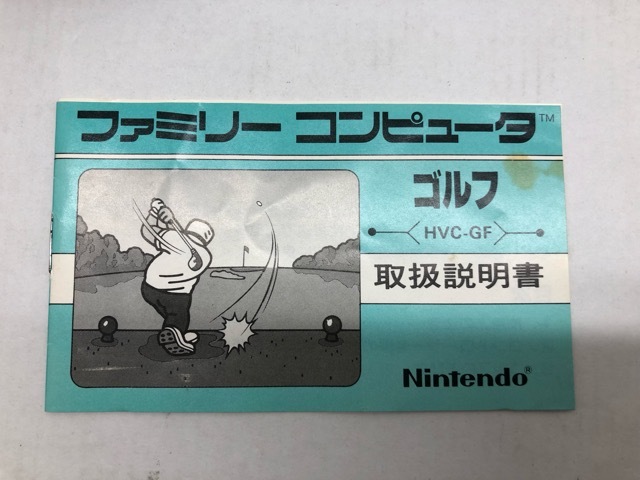 ファミリー コンピュータ™
ゴルフ
HVC-GF
取扱説明書
Nintendo®